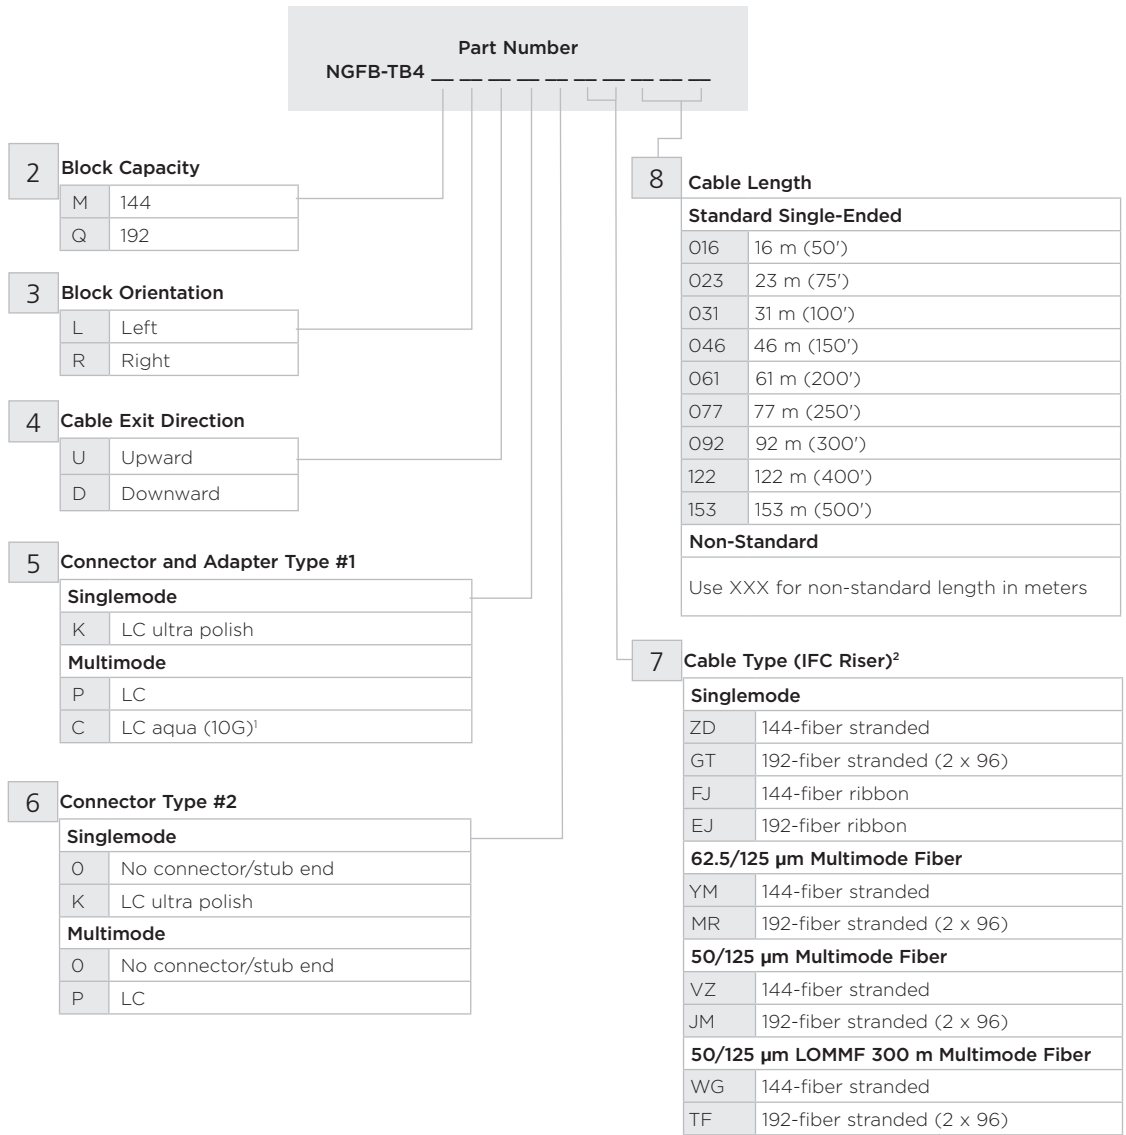 Part Number
NGFB-TB4 __ __ __ __ __ __ __ __ __ __
2 Block Capacity
M 144
Q 192
3 Block Orientation
L Left
R Right
4 Cable Exit Direction
U Upward
D Downward
5 Connector and Adapter Type #1
Singlemode
K LC ultra polish
Multimode
P LC
C LC aqua (10G)¹
6 Connector Type #2
Singlemode
0 No connector/stub end
K LC ultra polish
Multimode
0 No connector/stub end
P LC
8 Cable Length
Standard Single-Ended
016 16 m (50')
023 23 m (75')
031 31 m (100')
046 46 m (150')
061 61 m (200')
077 77 m (250')
092 92 m (300')
122 122 m (400')
153 153 m (500')
Non-Standard
Use XXX for non-standard length in meters
7 Cable Type (IFC Riser)²
Singlemode
ZD 144-fiber stranded
GT 192-fiber stranded (2 x 96)
FJ 144-fiber ribbon
EJ 192-fiber ribbon
62.5/125 µm Multimode Fiber
YM 144-fiber stranded
MR 192-fiber stranded (2 x 96)
50/125 µm Multimode Fiber
VZ 144-fiber stranded
JM 192-fiber stranded (2 x 96)
50/125 µm LOMMF 300 m Multimode Fiber
WG 144-fiber stranded
TF 192-fiber stranded (2 x 96)